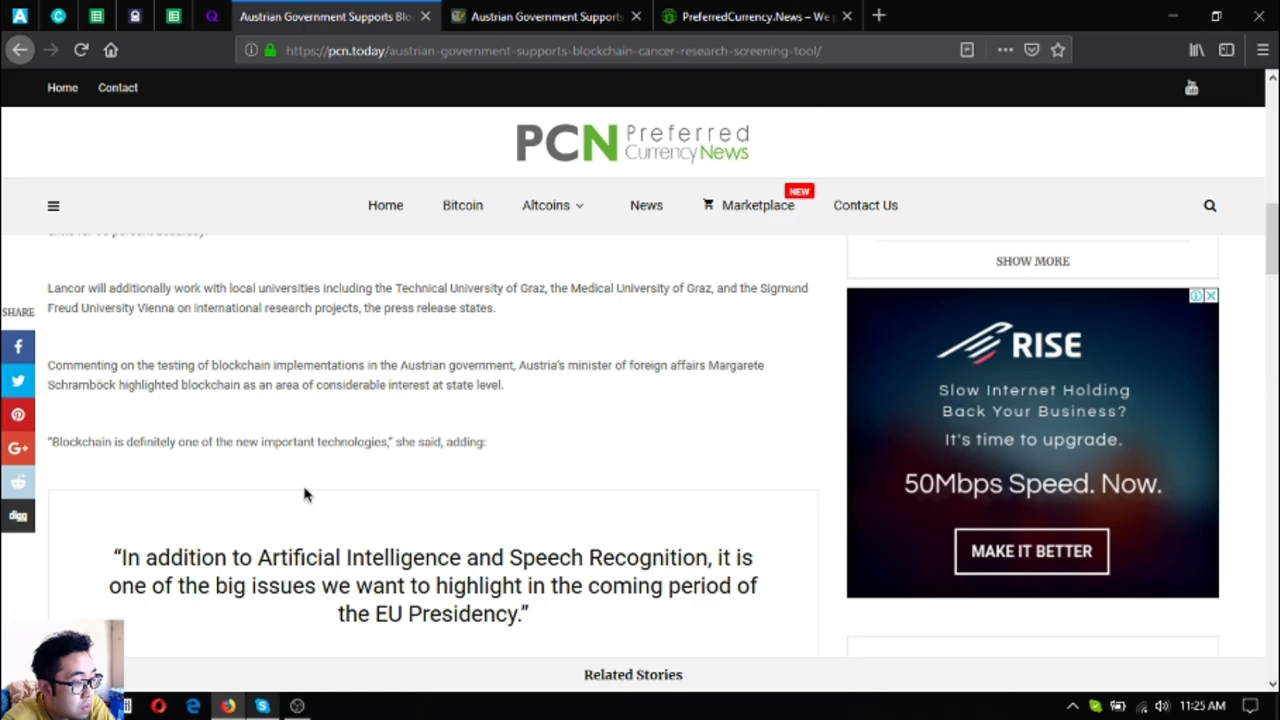 Austrian Government Supports Blo
Austrian Government Supports
PreferredCurrency.News – We
https://pcn.today/austrian-government-supports-blockchain-cancer-research-screening-tool/
Home Contact
PCN Preferred CurrencyNews
Home Bitcoin Altcoins News Marketplace NEW Contact Us
Lancor will additionally work with local universities including the Technical University of Graz, the Medical University of Graz, and the Sigmund
Freud University Vienna on international research projects, the press release states.
Commenting on the testing of blockchain implementations in the Austrian government, Austria's minister of foreign affairs Margarete
Schramböck highlighted blockchain as an area of considerable interest at state level.
“Blockchain is definitely one of the new important technologies,” she said, adding:
“In addition to Artificial Intelligence and Speech Recognition, it is
one of the big issues we want to highlight in the coming period of
the EU Presidency.”
SHARE
f
G+
digg
SHOW MORE
RISE
Slow Internet Holding
Back Your Business?
It's time to upgrade.
50Mbps Speed. Now.
MAKE IT BETTER
Related Stories
11:25 AM